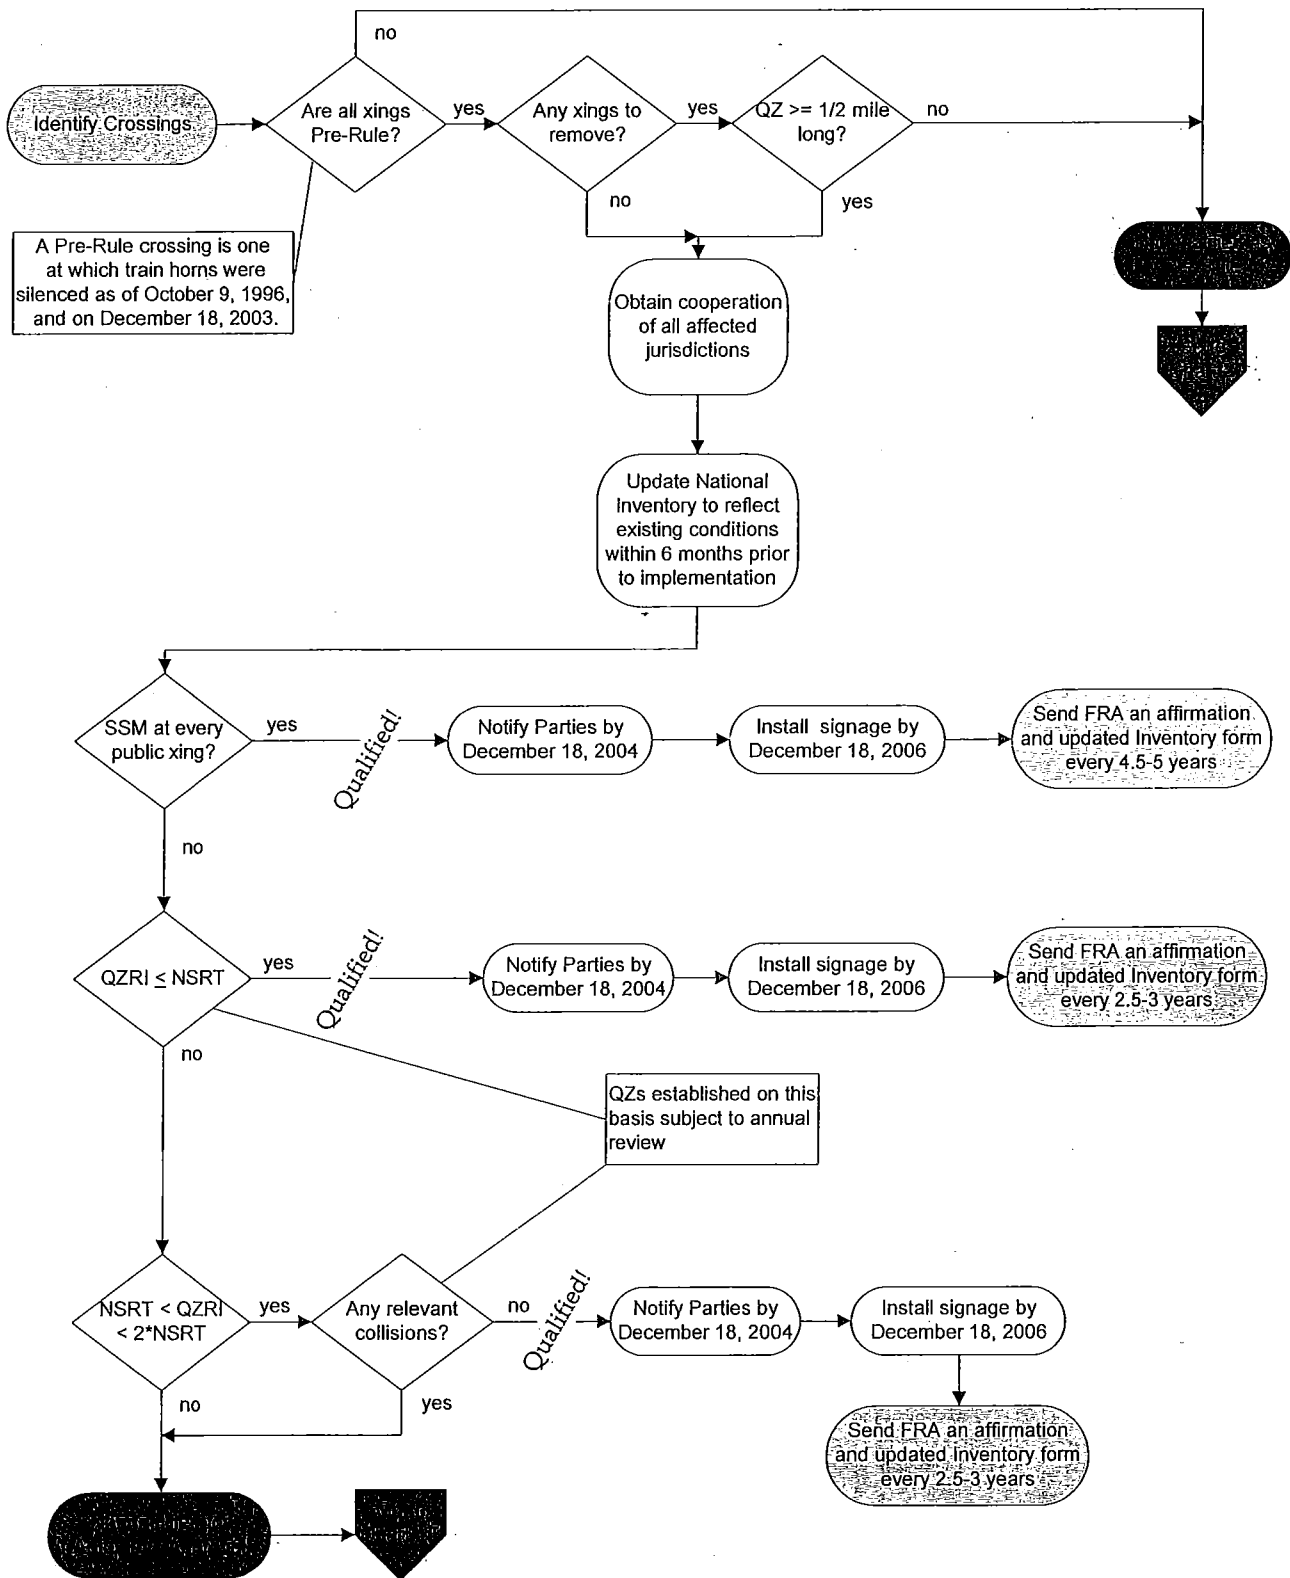 no
Identify Crossings
Are all xings
Pre-Rule?
yes
Any xings to
remove?
yes
QZ >= 1/2 mile
long?
no
no
yes
A Pre-Rule crossing is one
at which train horns were
silenced as of October 9, 1996,
and on December 18, 2003.
Obtain cooperation
of all affected
jurisdictions
Update National
Inventory to reflect
existing conditions
within 6 months prior
to implementation
SSM at every
public xing?
yes
Qualified!
Notify Parties by
December 18, 2004
Install signage by
December 18, 2006
Send FRA an affirmation
and updated Inventory form
every 4.5-5 years
no
QZRI ≤ NSRT
yes
Qualified!
Notify Parties by
December 18, 2004
Install signage by
December 18, 2006
Send FRA an affirmation
and updated Inventory form
every 2.5-3 years
no
QZs established on this
basis subject to annual
review
NSRT < QZRI
< 2*NSRT
yes
Any relevant
collisions?
no
Qualified!
Notify Parties by
December 18, 2004
Install signage by
December 18, 2006
no
yes
Send FRA an affirmation
and updated Inventory form
every 2.5-3 years